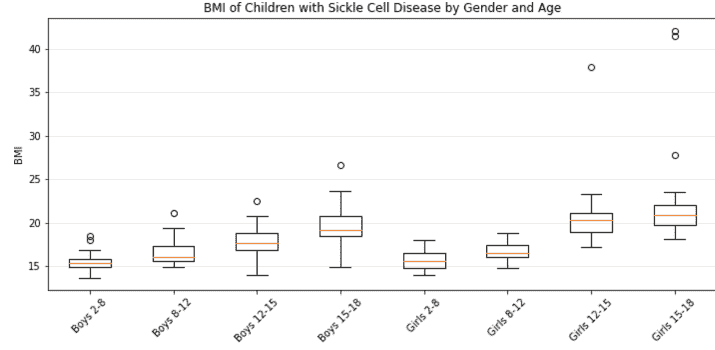 BMI of Children with Sickle Cell Disease by Gender and Age
BMI
40
35
30
25
20
15
Boys 2-8
Boys 8-12
Boys 12-15
Boys 15-18
Girls 2-8
Girls 8-12
Girls 12-15
Girls 15-18